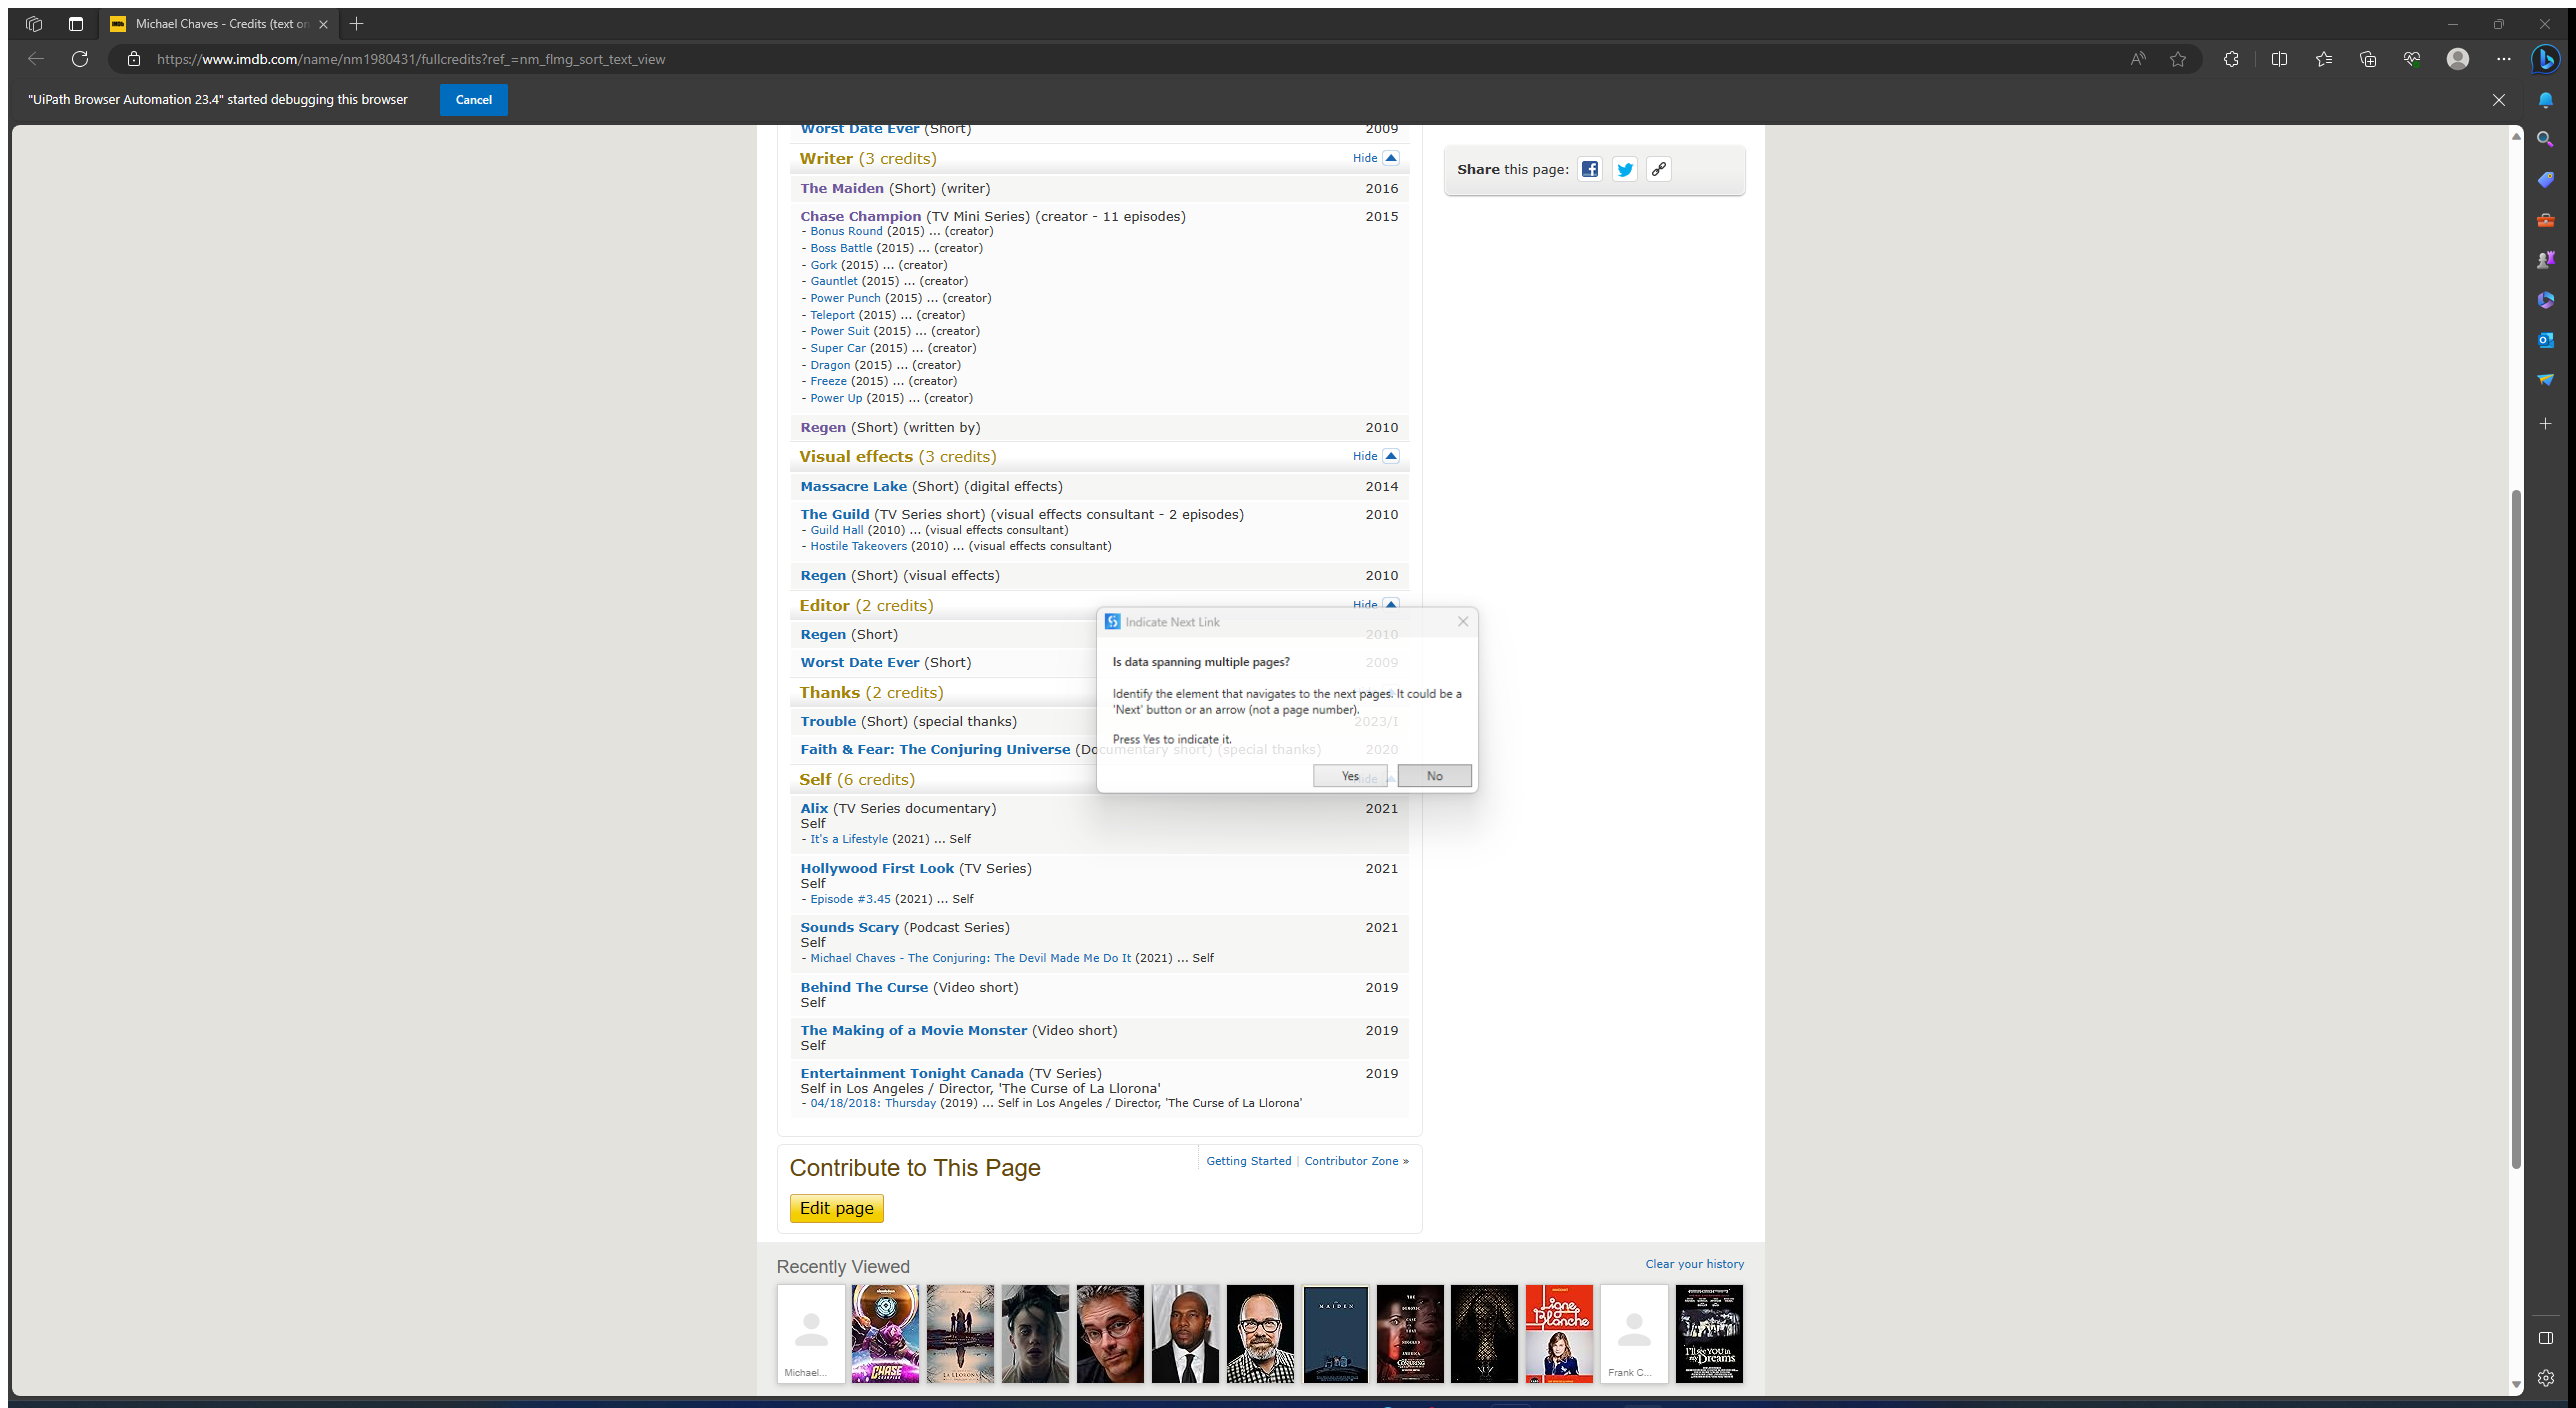 Michael Chaves - Credits (text on
https://www.imdb.com/name/nm1980431/fullcredits?ref_=nm_flmg_sort_text_view
"UiPath Browser Automation 23.4" started debugging this browser Cancel
Worst Date Ever (Short) 2009
Writer (3 credits) Hide
Share this page:
The Maiden (Short) (writer) 2016
Chase Champion (TV Mini Series) (creator - 11 episodes) 2015
- Bonus Round (2015) ... (creator)
- Boss Battle (2015) ... (creator)
- Gork (2015) ... (creator)
- Gauntlet (2015) ... (creator)
- Power Punch (2015) ... (creator)
- Teleport (2015) ... (creator)
- Power Suit (2015) ... (creator)
- Super Car (2015) ... (creator)
- Dragon (2015) ... (creator)
- Freeze (2015) ... (creator)
- Power Up (2015) ... (creator)
Regen (Short) (written by) 2010
Visual effects (3 credits) Hide
Massacre Lake (Short) (digital effects) 2014
The Guild (TV Series short) (visual effects consultant - 2 episodes) 2010
- Guild Hall (2010) ... (visual effects consultant)
- Hostile Takeovers (2010) ... (visual effects consultant)
Regen (Short) (visual effects) 2010
Editor (2 credits) Hide
Regen (Short) 2010
Worst Date Ever (Short) 2009
Thanks (2 credits)
Trouble (Short) (special thanks) 2023/I
Faith & Fear: The Conjuring Universe (Documentary short) (special thanks) 2020
Self (6 credits) Hide
Indicate Next Link
Is data spanning multiple pages?
Identify the element that navigates to the next pages. It could be a
'Next' button or an arrow (not a page number).
Press Yes to indicate it.
Yes No
Alix (TV Series documentary) 2021
Self
- It's a Lifestyle (2021) ... Self
Hollywood First Look (TV Series) 2021
Self
- Episode #3.45 (2021) ... Self
Sounds Scary (Podcast Series) 2021
Self
- Michael Chaves - The Conjuring: The Devil Made Me Do It (2021) ... Self
Behind The Curse (Video short) 2019
Self
The Making of a Movie Monster (Video short) 2019
Self
Entertainment Tonight Canada (TV Series) 2019
Self in Los Angeles / Director, 'The Curse of La Llorona'
- 04/18/2018: Thursday (2019) ... Self in Los Angeles / Director, 'The Curse of La Llorona'
Contribute to This Page Getting Started | Contributor Zone »
Edit page
Recently Viewed Clear your history
Michael...
CHASE
LA LLORONA
MAIDEN
CONJURING
Ligne Blanche
Frank C...
I'll see YOU in my Dreams